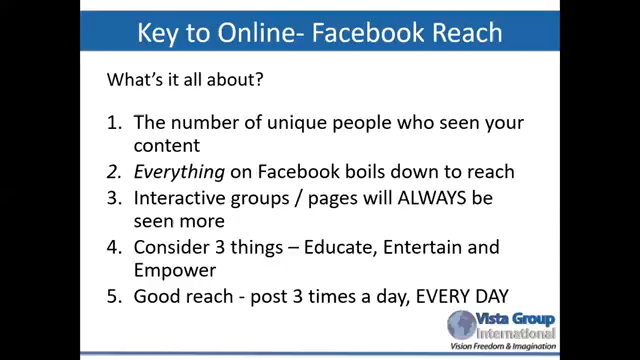 Key to Online- Facebook Reach
What's it all about?
1. The number of unique people who seen your
content
2. Everything on Facebook boils down to reach
3. Interactive groups / pages will ALWAYS be
seen more
4. Consider 3 things – Educate, Entertain and
Empower
5. Good reach - post 3 times a day, EVERY DAY
Vista Group
International
Vision Freedom & Imagination